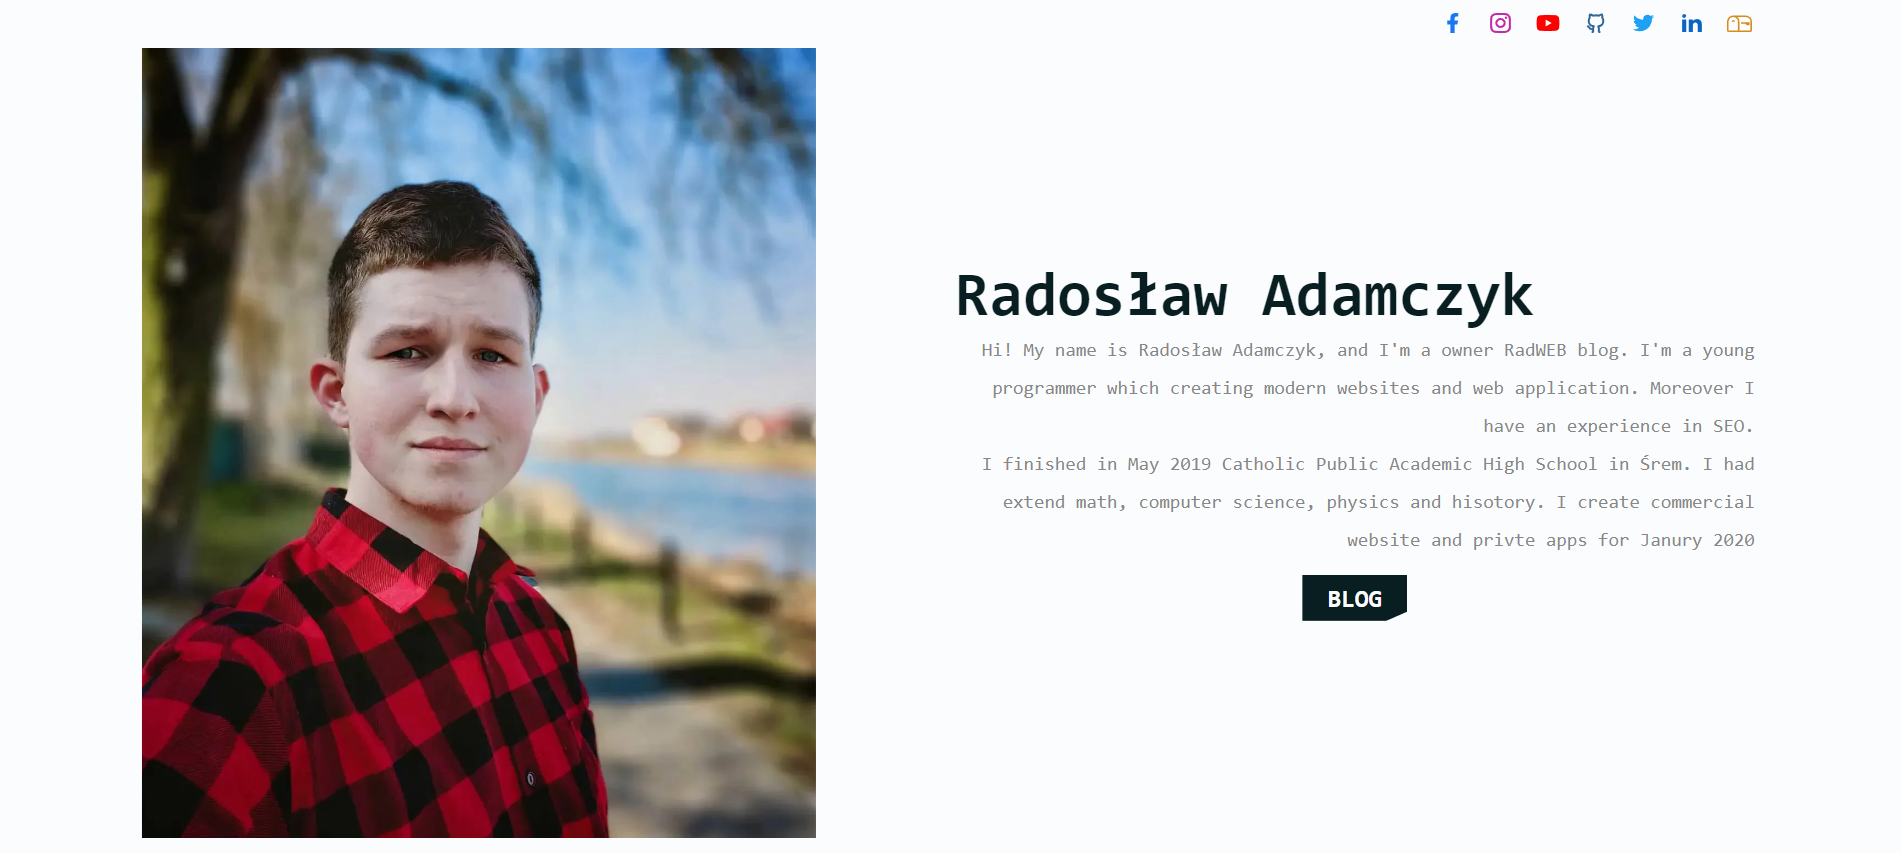 Radosław Adamczyk
Hi! My name is Radosław Adamczyk, and I'm a owner RadWEB blog. I'm a young
programmer which creating modern websites and web application. Moreover I
have an experience in SEO.
I finished in May 2019 Catholic Public Academic High School in Śrem. I had
extend math, computer science, physics and hisotory. I create commercial
website and privte apps for Janury 2020
BLOG